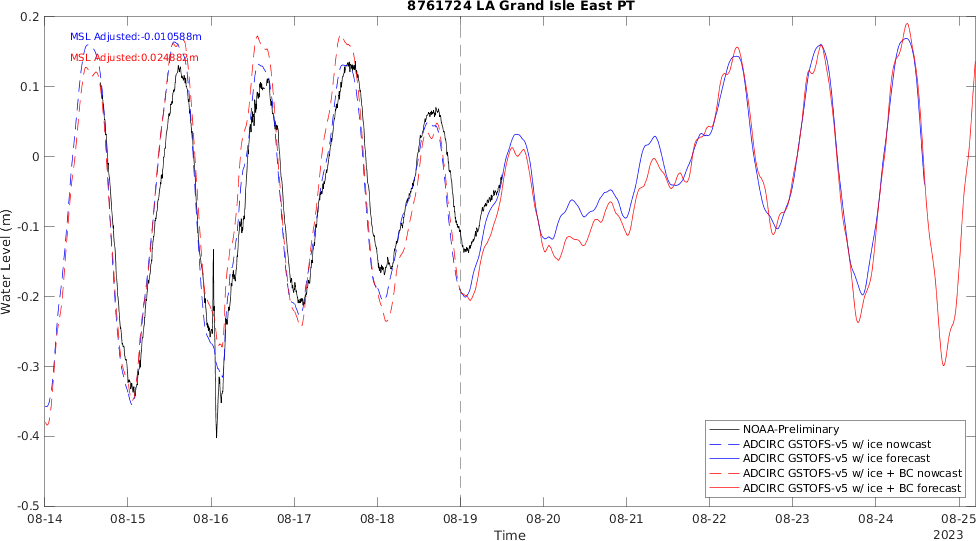 8761724 LA Grand Isle East PT
MSL Adjusted:-0.010588m
MSL Adjusted:0.024882m
0.2
0.1
0
-0.1
-0.2
-0.3
-0.4
-0.5
Water Level (m)
NOAA-Preliminary
ADCIRC GSTOFS-v5 w/ ice nowcast
ADCIRC GSTOFS-v5 w/ ice forecast
ADCIRC GSTOFS-v5 w/ ice + BC nowcast
ADCIRC GSTOFS-v5 w/ ice + BC forecast
08-14 08-15 08-16 08-17 08-18 08-19 08-20 08-21 08-22 08-23 08-24 08-25
Time
2023